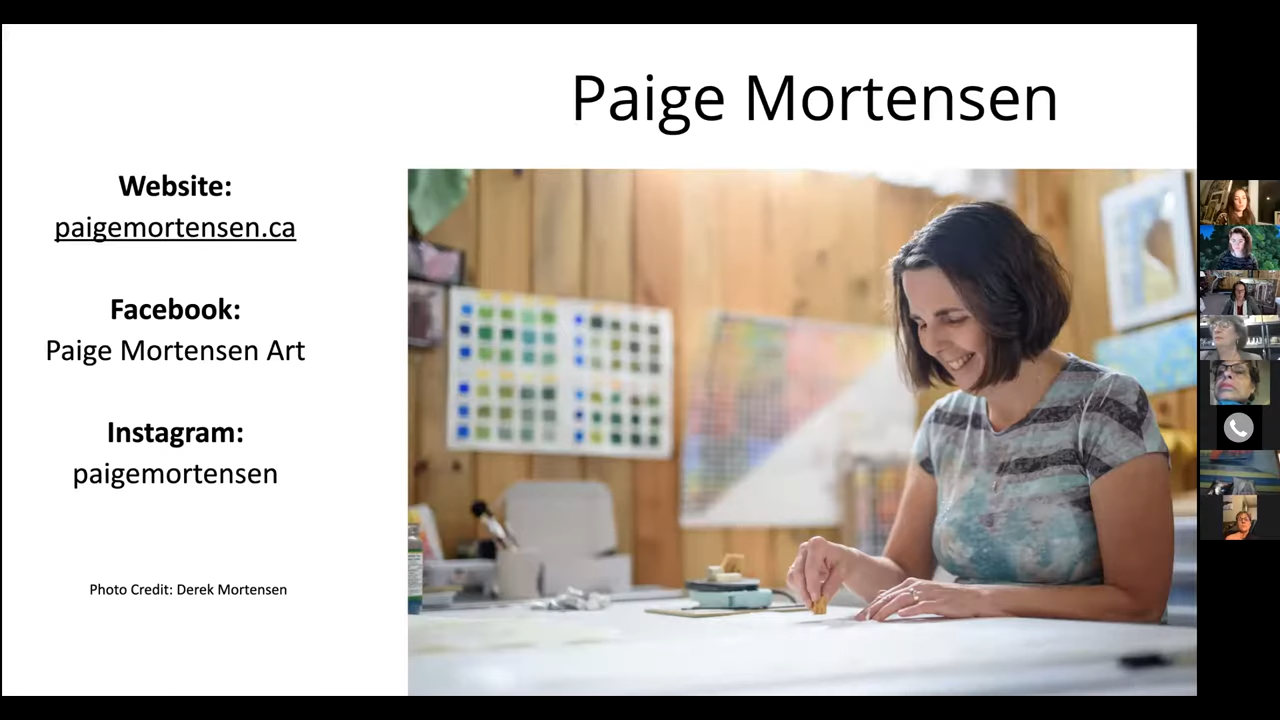 Paige Mortensen
Website:
paigemortensen.ca
Facebook:
Paige Mortensen Art
Instagram:
paigemortensen
Photo Credit: Derek Mortensen